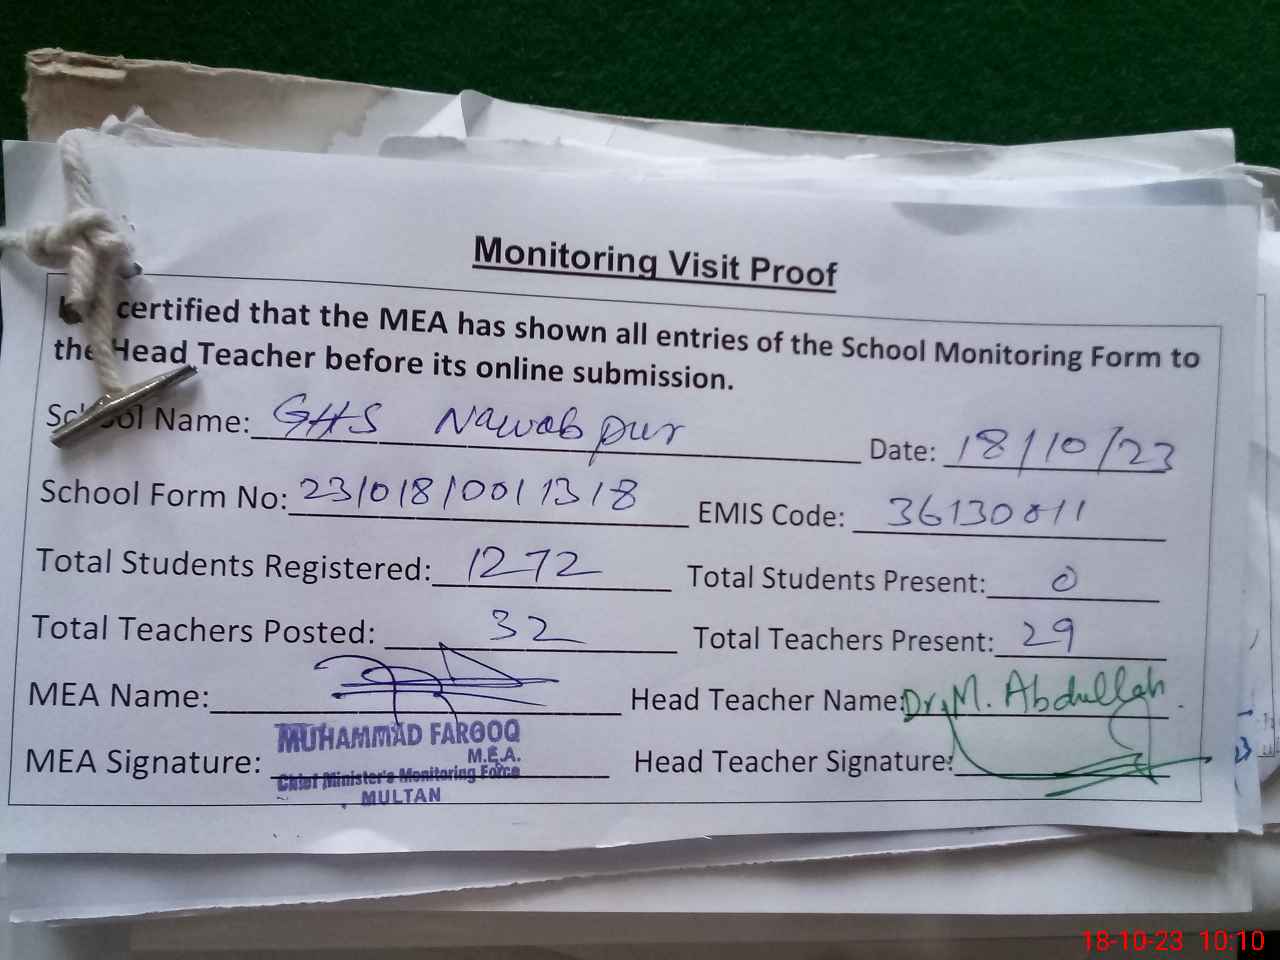 Monitoring Visit Proof
certified that the MEA has shown all entries of the School Monitoring Form to
the Head Teacher before its online submission.
School Name: GHS Nawabpur Date: 18/10/23
School Form No: 23/018/001318 EMIS Code: 36130011
Total Students Registered: 1272 Total Students Present: 0
Total Teachers Posted: 32 Total Teachers Present: 29
MEA Name: Head Teacher Name: Dr. M. Abdullah
MEA Signature: Head Teacher Signature:
MUHAMMAD FAROOQ
M.E.A.
Chief Minister's Monitoring Force
MULTAN
23
18-10-23 10:10